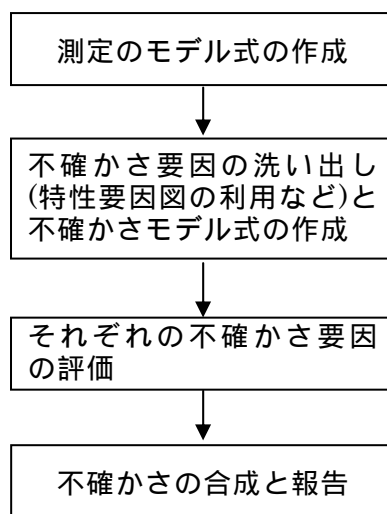 測定のモデル式の作成
不確かさ要因の洗い出し
(特性要因図の利用など)と
不確かさモデル式の作成
それぞれの不確かさ要因
の評価
不確かさの合成と報告